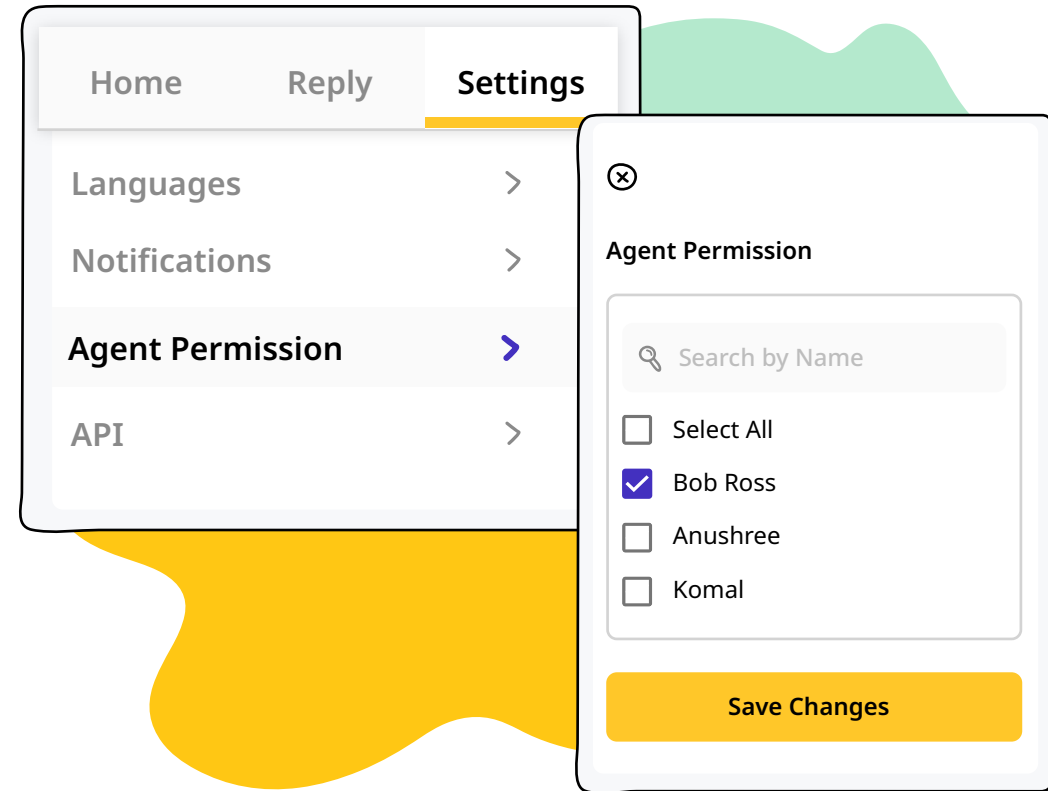 Home Reply Settings
Languages
Notifications
Agent Permission
API
Agent Permission
Search by Name
Select All
Bob Ross
Anushree
Komal
Save Changes